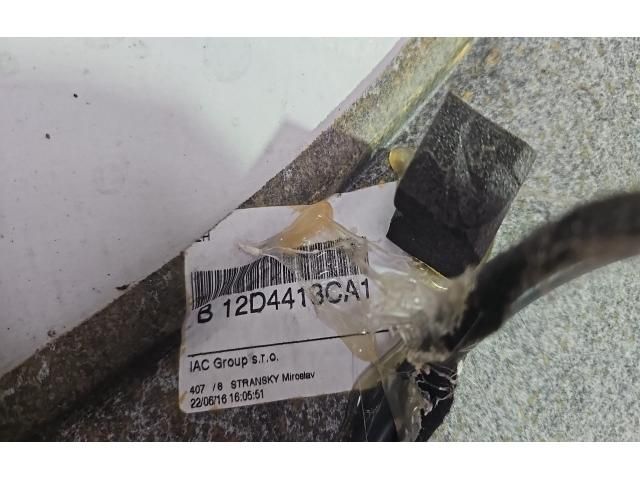 B 12D4413CA1
IAC Group s.r.o.
407 /8 STRANSKY Miroslav
22/06/16 16:05:51